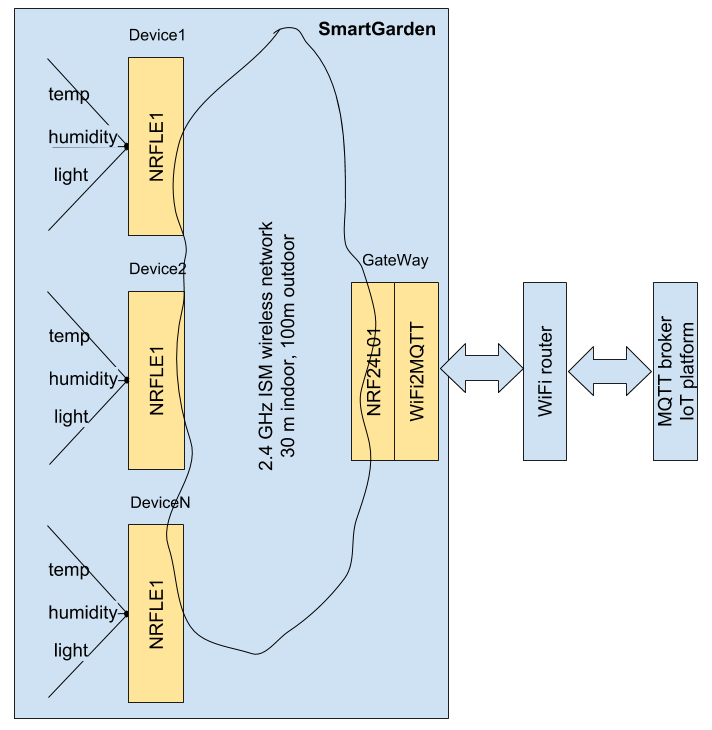 SmartGarden
Device1
temp
humidity
light
NRFLE1
Device2
temp
humidity
light
NRFLE1
DeviceN
temp
humidity
light
NRFLE1
2.4 GHz ISM wireless network
30 m indoor, 100m outdoor
GateWay
NRF24L01
WiFi2MQTT
WiFi router
MQTT broker
IoT platform